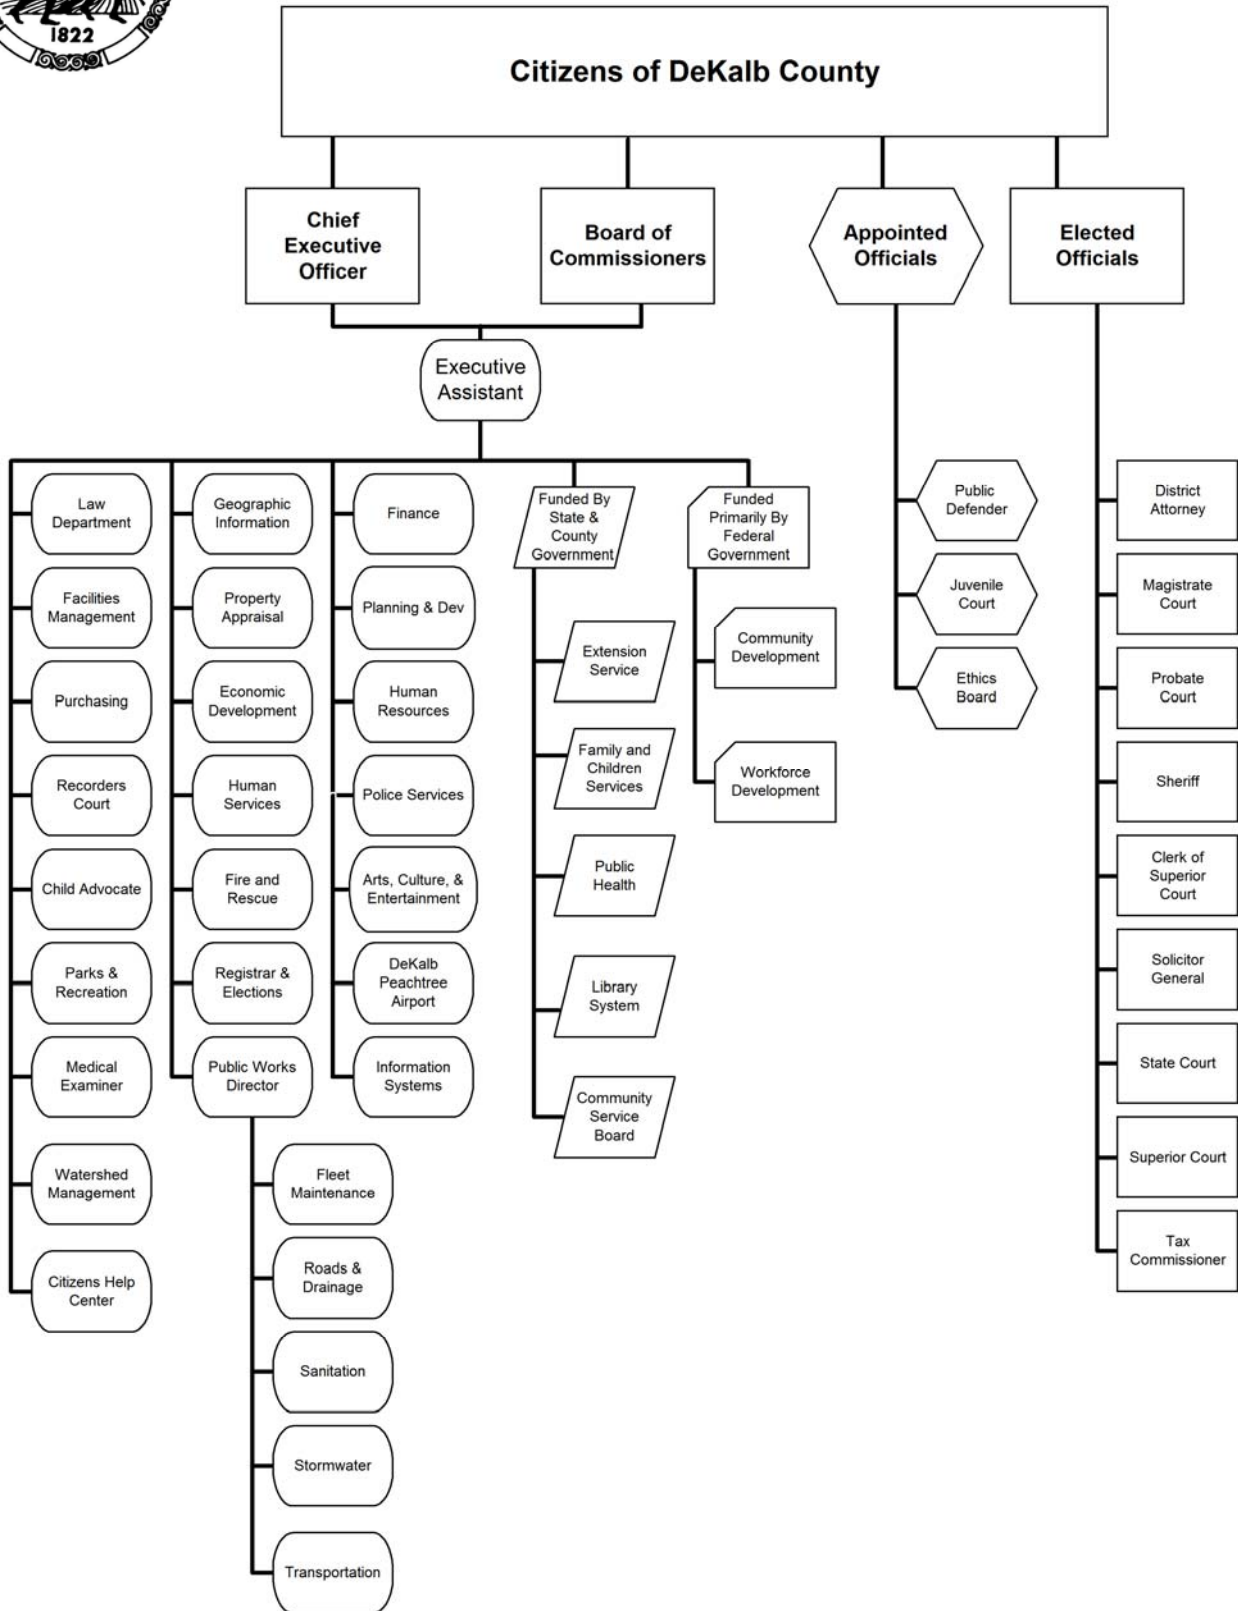 1822
Citizens of DeKalb County
Chief
Executive
Officer
Board of
Commissioners
Appointed
Officials
Elected
Officials
Executive
Assistant
Law
Department
Facilities
Management
Purchasing
Recorders
Court
Child Advocate
Parks &
Recreation
Medical
Examiner
Watershed
Management
Citizens Help
Center
Geographic
Information
Property
Appraisal
Economic
Development
Human
Services
Fire and
Rescue
Registrar &
Elections
Public Works
Director
Fleet
Maintenance
Roads &
Drainage
Sanitation
Stormwater
Transportation
Finance
Planning & Dev
Human
Resources
Police Services
Arts, Culture, &
Entertainment
DeKalb
Peachtree
Airport
Information
Systems
Funded By
State &
County
Government
Extension
Service
Family and
Children
Services
Public
Health
Library
System
Community
Service
Board
Funded
Primarily By
Federal
Government
Community
Development
Workforce
Development
Public
Defender
Juvenile
Court
Ethics
Board
District
Attorney
Magistrate
Court
Probate
Court
Sheriff
Clerk of
Superior
Court
Solicitor
General
State Court
Superior Court
Tax
Commissioner